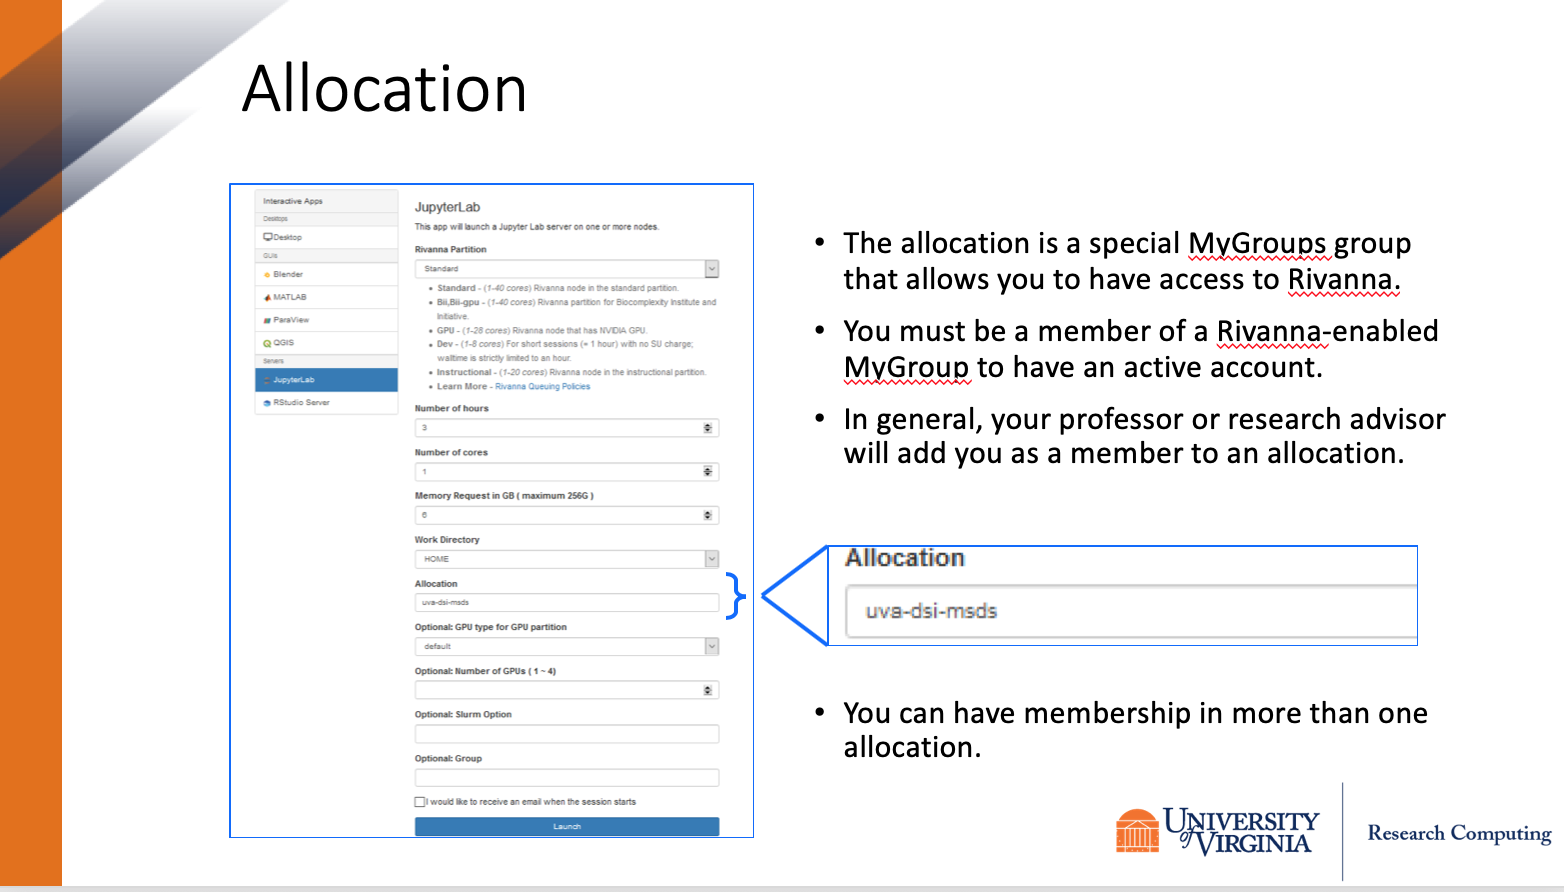 Allocation
Interactive Apps
Desktops
Desktop
GUIs
Blender
MATLAB
ParaView
QGIS
Servers
JupyterLab
RStudio Server
JupyterLab
This app will launch a Jupyter Lab server on one or more nodes.
Rivanna Partition
Standard
• Standard - (1-40 cores) Rivanna node in the standard partition.
• Bii,Bii-gpu - (1-40 cores) Rivanna partition for Biocomplexity Institute and
Initiative.
• GPU - (1-28 cores) Rivanna node that has NVIDIA GPU.
• Dev - (1-8 cores) For short sessions (= 1 hour) with no SU charge;
walltime is strictly limited to an hour.
• Instructional - (1-20 cores) Rivanna node in the instructional partition.
• Learn More - Rivanna Queuing Policies
Number of hours
3
Number of cores
1
Memory Request in GB ( maximum 256G )
6
Work Directory
HOME
Allocation
uva-dsi-msds
Optional: GPU type for GPU partition
default
Optional: Number of GPUs ( 1 ~ 4)
Optional: Slurm Option
Optional: Group
I would like to receive an email when the session starts
Launch
• The allocation is a special MyGroups group
that allows you to have access to Rivanna.
• You must be a member of a Rivanna-enabled
MyGroup to have an active account.
• In general, your professor or research advisor
will add you as a member to an allocation.
Allocation
uva-dsi-msds
• You can have membership in more than one
allocation.
UNIVERSITY
of VIRGINIA
Research Computing